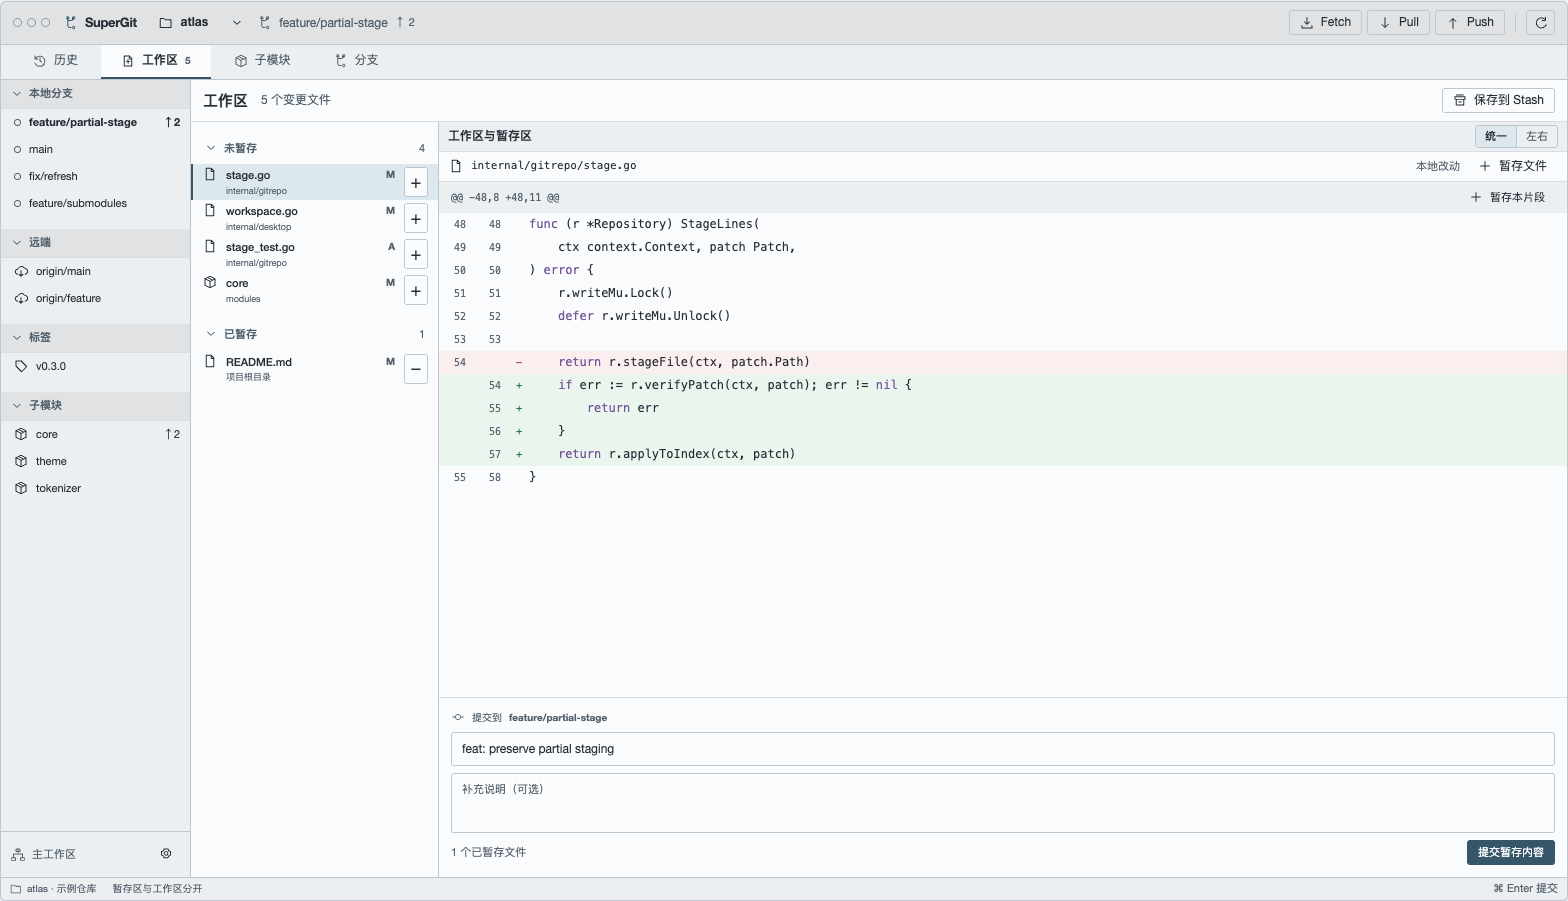 SuperGit atlas feature/partial-stage ↑ 2 Fetch Pull Push
历史 工作区 5 子模块 分支
本地分支
feature/partial-stage ↑2
main
fix/refresh
feature/submodules
远端
origin/main
origin/feature
标签
v0.3.0
子模块
core ↑2
theme
tokenizer
主工作区
工作区 5 个变更文件 保存到 Stash
未暂存 4
stage.go M
internal/gitrepo
workspace.go M
internal/desktop
stage_test.go A
internal/gitrepo
core M
modules
已暂存 1
README.md M
项目根目录
工作区与暂存区 统一 左右
internal/gitrepo/stage.go 本地改动 + 暂存文件
@@ -48,8 +48,11 @@ + 暂存本片段
48 48 func (r *Repository) StageLines(
49 49 ctx context.Context, patch Patch,
50 50 ) error {
51 51 r.writeMu.Lock()
52 52 defer r.writeMu.Unlock()
53 53
54 - return r.stageFile(ctx, patch.Path)
54 + if err := r.verifyPatch(ctx, patch); err != nil {
55 + return err
56 + }
57 + return r.applyToIndex(ctx, patch)
55 58 }
提交到 feature/partial-stage
feat: preserve partial staging
补充说明（可选）
1 个已暂存文件 提交暂存内容
atlas · 示例仓库 暂存区与工作区分开 ⌘ Enter 提交